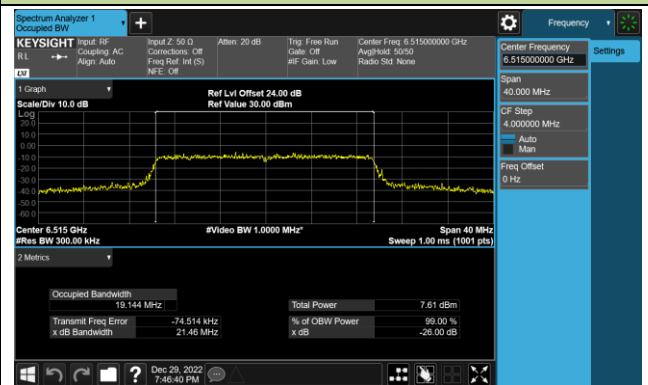 Spectrum Analyzer 1
Occupied BW
Frequency
KEYSIGHT
Input: RF
Coupling: AC
Align: Auto
Input Z: 50 Ω
Corrections: Off
Freq Ref: Int (S)
NFE: Off
Atten: 20 dB
Trig: Free Run
Gate: Off
#IF Gain: Low
Center Freq: 6.515000000 GHz
Avg|Hold: 50/50
Radio Std: None
R L
LXI
Center Frequency
6.515000000 GHz
Settings
Span
40.000 MHz
CF Step
4.000000 MHz
Auto
Man
Freq Offset
0 Hz
1 Graph
Scale/Div 10.0 dB
Ref Lvl Offset 24.00 dB
Ref Value 30.00 dBm
Log
20.0
10.0
0.00
-10.0
-20.0
-30.0
-40.0
-50.0
-60.0
Center 6.515 GHz
#Res BW 300.00 kHz
#Video BW 1.0000 MHz*
Span 40 MHz
Sweep 1.00 ms (1001 pts)
2 Metrics
Occupied Bandwidth
19.144 MHz
Total Power 7.61 dBm
Transmit Freq Error -74.514 kHz
% of OBW Power 99.00 %
x dB Bandwidth 21.46 MHz
x dB -26.00 dB
Dec 29, 2022
7:46:40 PM